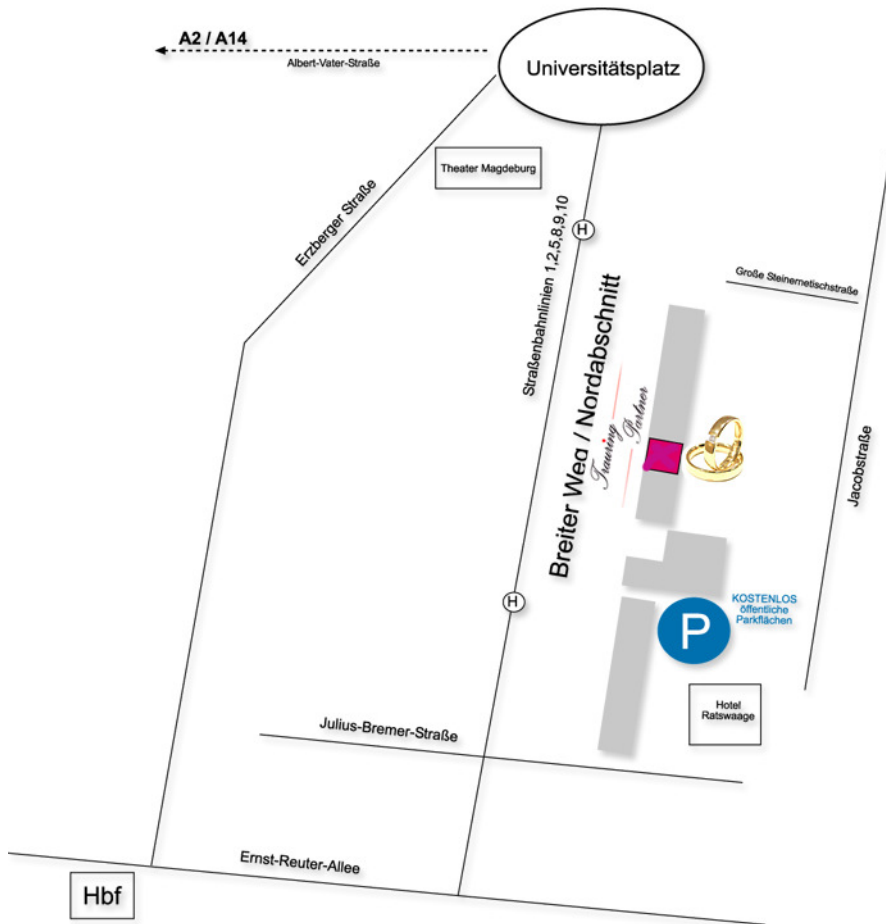 A2 / A14
Albert-Vater-Straße
Universitätsplatz
Theater Magdeburg
Erzberger Straße
Straßenbahnlinien 1,2,5,8,9,10
H
Große Steinernetischstraße
Breiter Weg / Nordabschnitt
Trauring
Partner
Jacobstraße
H
KOSTENLOS
öffentliche
Parkflächen
P
Hotel
Ratswaage
Julius-Bremer-Straße
Ernst-Reuter-Allee
Hbf